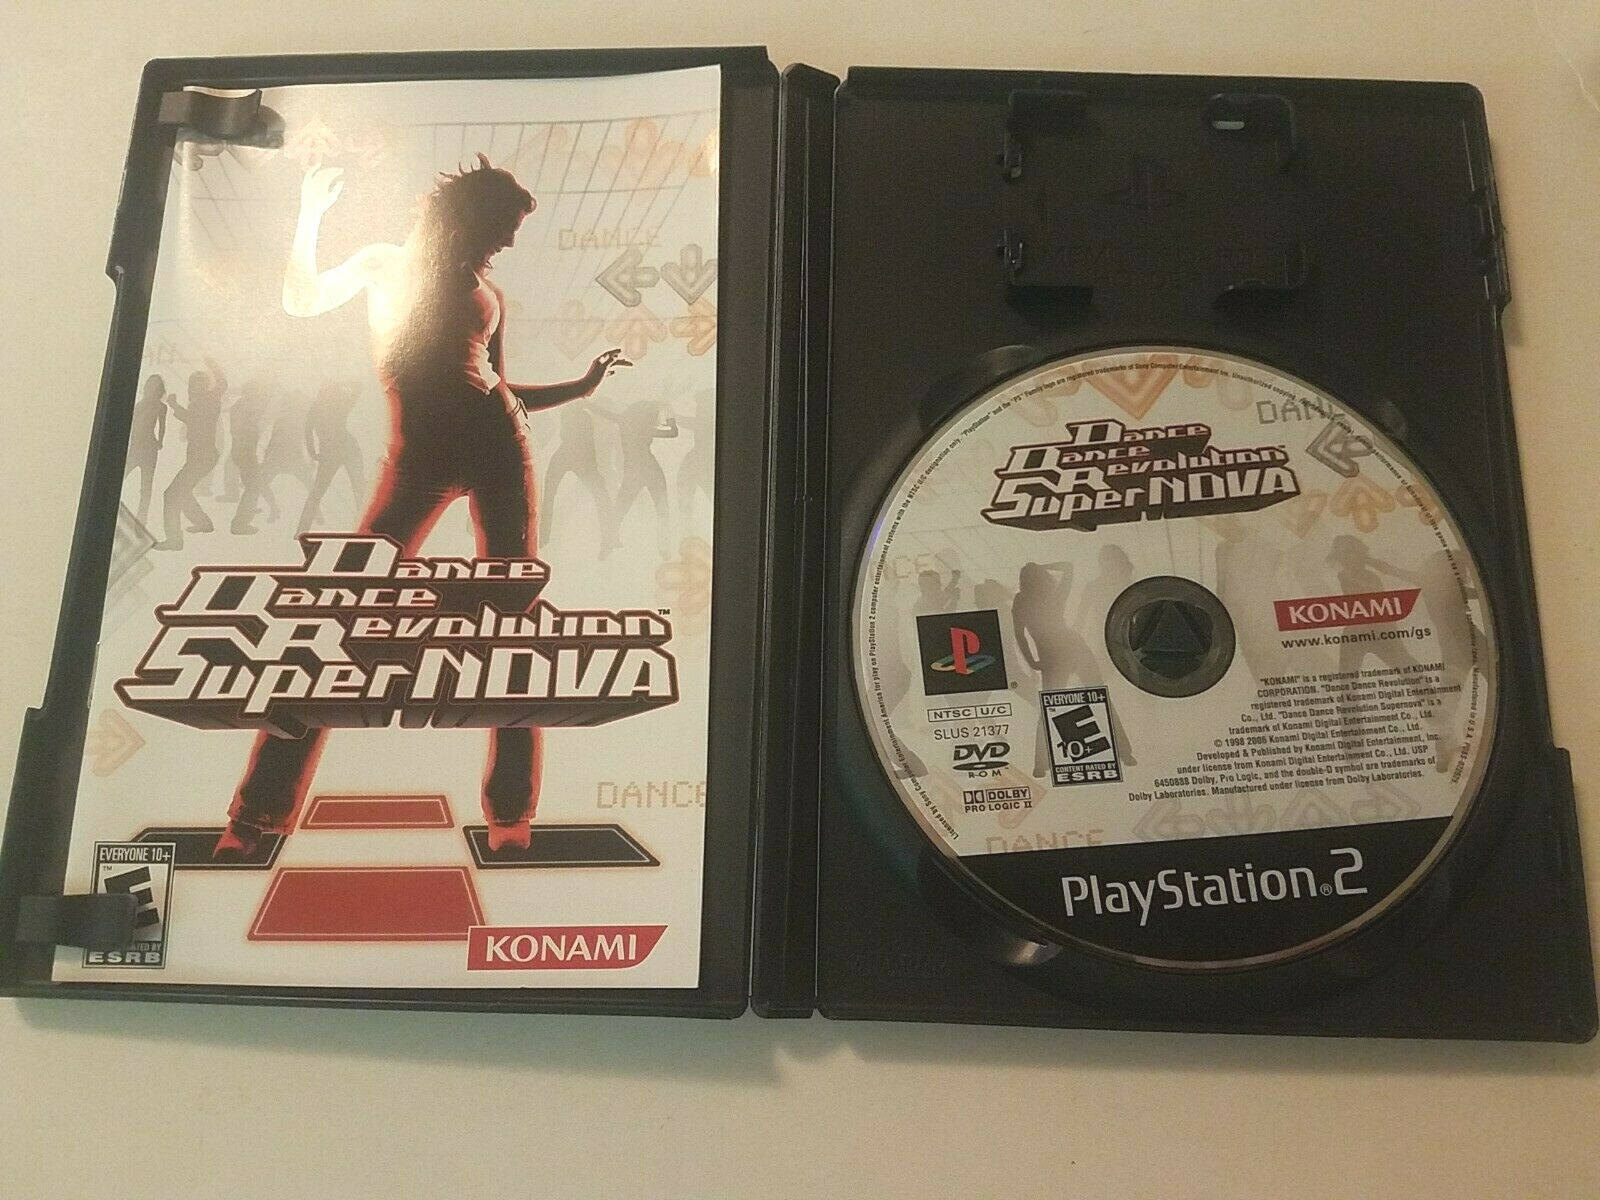 DANCE
Dance
Dance
Revolution™
SuperNOVA
DANCE
EVERYONE 10+
E
ESRB
KONAMI
DANCE
Dance
Dance
Revolution™
SuperNOVA
KONAMI
www.konami.com/gs
NTSC U/C
SLUS 21377
DVD
ROM
DOLBY
PRO LOGIC II
EVERYONE 10+
E
10+
CONTENT RATED BY
ESRB
"KONAMI" is a registered trademark of KONAMI
CORPORATION. "Dance Dance Revolution" is a
registered trademark of Konami Digital Entertainment
Co., Ltd. "Dance Dance Revolution Supernova" is a
trademark of Konami Digital Entertainment Co., Ltd.
© 1998 2006 Konami Digital Entertainment Co., Ltd.
Developed & Published by Konami Digital Entertainment, Inc.
under license from Konami Digital Entertainment Co., Ltd. USP
6450888 Dolby, Pro Logic, and the double-D symbol are trademarks of
Dolby Laboratories. Manufactured under license from Dolby Laboratories.
DANCE
PlayStation®2